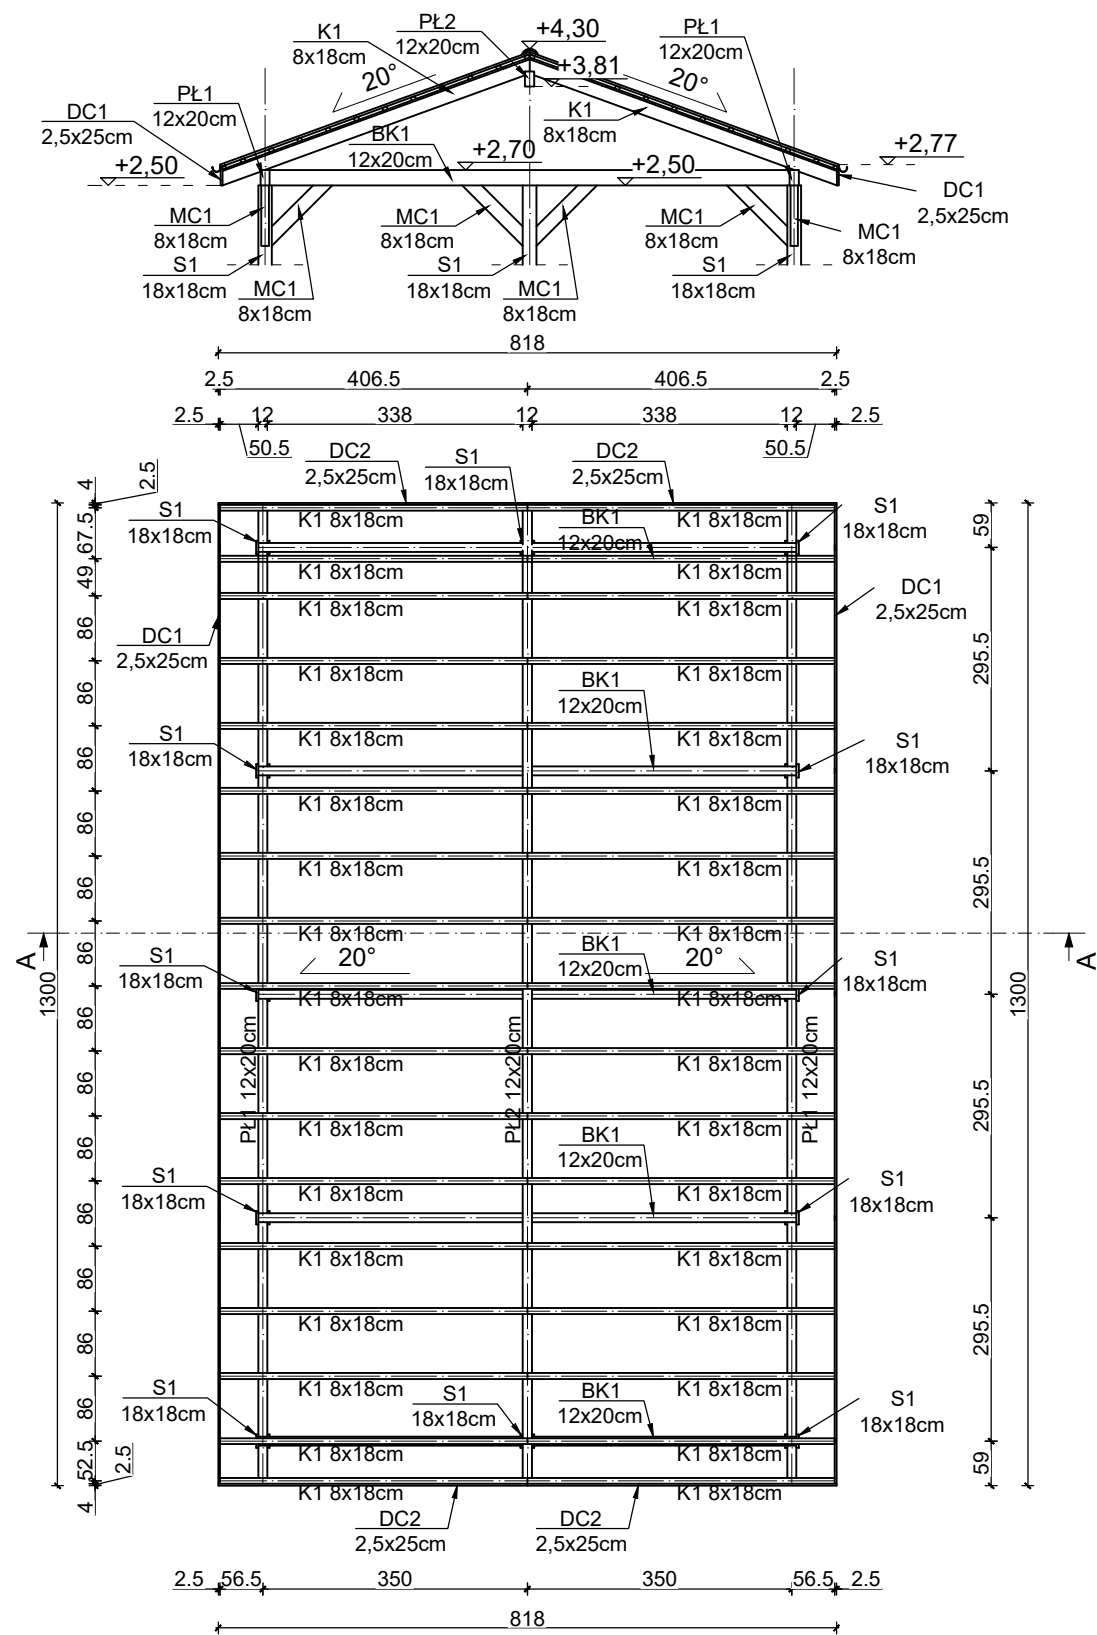 PŁ2
12x20cm
+4,30
PŁ1
12x20cm
K1
8x18cm
+3,81
20°
20°
DC1
2,5x25cm
PŁ1
12x20cm
K1
8x18cm
BK1
12x20cm
+2,50
+2,70
+2,50
+2,77
DC1
2,5x25cm
MC1
8x18cm
MC1
8x18cm
MC1
8x18cm
MC1
8x18cm
S1
18x18cm
S1
18x18cm
S1
18x18cm
MC1
8x18cm
MC1
8x18cm
818
2.5 406.5 406.5 2.5
2.5 12 338 12 338 12 2.5
50.5 50.5
DC2
2,5x25cm
S1
18x18cm
DC2
2,5x25cm
4
2.5
67.5
49
86
86
86
86
86
86
86
86
86
86
86
86
86
52.5
2.5
4
1300
59
295.5
295.5
295.5
295.5
59
1300
S1
18x18cm
K1 8x18cm K1 8x18cm
BK1
12x20cm
S1
18x18cm
K1 8x18cm K1 8x18cm
K1 8x18cm K1 8x18cm
DC1
2,5x25cm
DC1
2,5x25cm
K1 8x18cm K1 8x18cm
BK1
12x20cm
S1
18x18cm
K1 8x18cm K1 8x18cm
S1
18x18cm
K1 8x18cm K1 8x18cm
K1 8x18cm K1 8x18cm
K1 8x18cm K1 8x18cm
A A
20° 20°
S1
18x18cm
BK1
12x20cm
S1
18x18cm
K1 8x18cm K1 8x18cm
PŁ1 12x20cm
PŁ2 12x20cm
PŁ1 12x20cm
K1 8x18cm K1 8x18cm
K1 8x18cm K1 8x18cm
BK1
12x20cm
S1
18x18cm
K1 8x18cm K1 8x18cm
S1
18x18cm
K1 8x18cm K1 8x18cm
K1 8x18cm K1 8x18cm
S1
18x18cm
K1 8x18cm K1 8x18cm
S1
18x18cm
BK1
12x20cm
S1
18x18cm
K1 8x18cm K1 8x18cm
K1 8x18cm K1 8x18cm
DC2
2,5x25cm
DC2
2,5x25cm
2.5 56.5 350 350 56.5 2.5
818